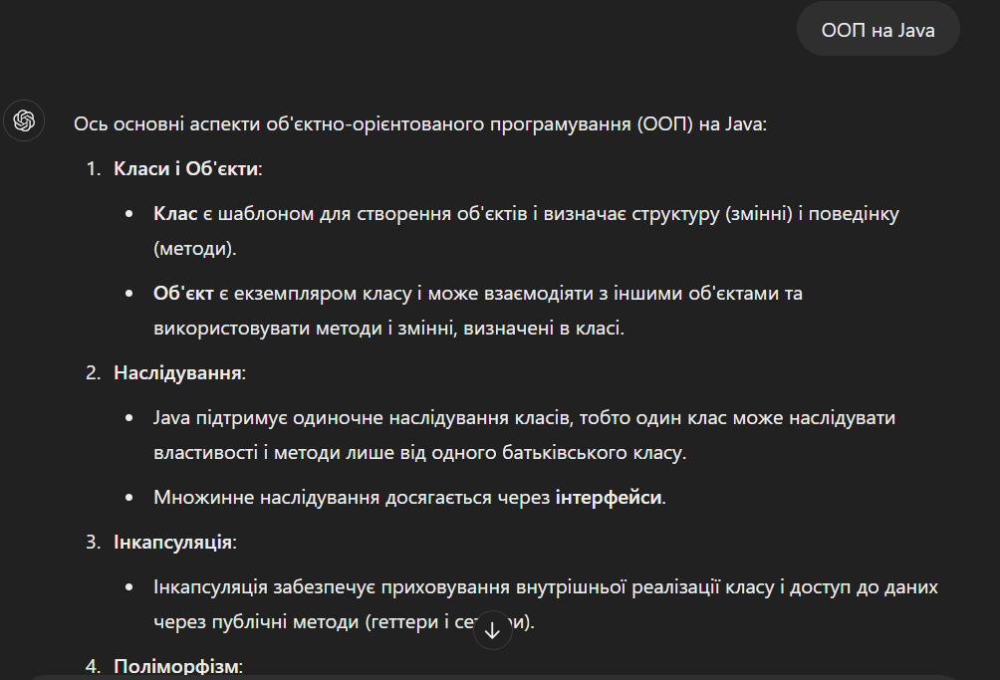 ООП на Java
Ось основні аспекти об'єктно-орієнтованого програмування (ООП) на Java:
1. Класи і Об'єкти:
• Клас є шаблоном для створення об'єктів і визначає структуру (змінні) і поведінку
(методи).
• Об'єкт є екземпляром класу і може взаємодіяти з іншими об'єктами та
використовувати методи і змінні, визначені в класі.
2. Наслідування:
• Java підтримує одиночне наслідування класів, тобто один клас може наслідувати
властивості і методи лише від одного батьківського класу.
• Множинне наслідування досягається через інтерфейси.
3. Інкапсуляція:
• Інкапсуляція забезпечує приховування внутрішньої реалізації класу і доступ до даних
через публічні методи (геттери і
4. Поліморфізм: